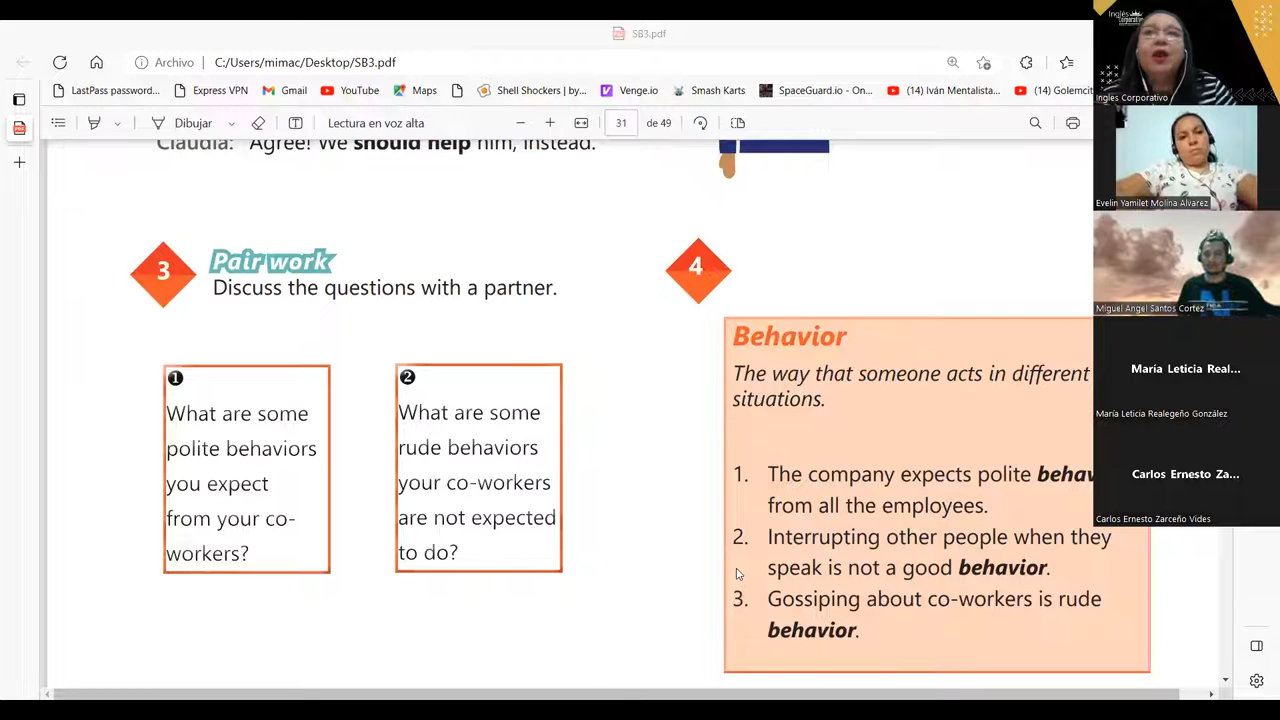 SB3.pdf
Archivo
C:/Users/mimac/Desktop/SB3.pdf
LastPass password...
Express VPN
Gmail
YouTube
Maps
Shell Shockers | by...
Venge.io
Smash Karts
SpaceGuard.io - On...
(14) Iván Mentalista...
(14) Golemcit
Dibujar
Lectura en voz alta
31
de 49
Claudia: Agree! We should help him, instead.
3
Pair work
Discuss the questions with a partner.
1
What are some
polite behaviors
you expect
from your co-
workers?
2
What are some
rude behaviors
your co-workers
are not expected
to do?
4
Behavior
The way that someone acts in different
situations.
1. The company expects polite behav
from all the employees.
2. Interrupting other people when they
speak is not a good behavior.
3. Gossiping about co-workers is rude
behavior.
Inglés
Corporativo
Ingles Corporativo
Evelin Yamilet Molina Alvarez
Miguel Angel Santos Cortez
María Leticia Real...
María Leticia Realegeño González
Carlos Ernesto Za...
Carlos Ernesto Zarceño Vides